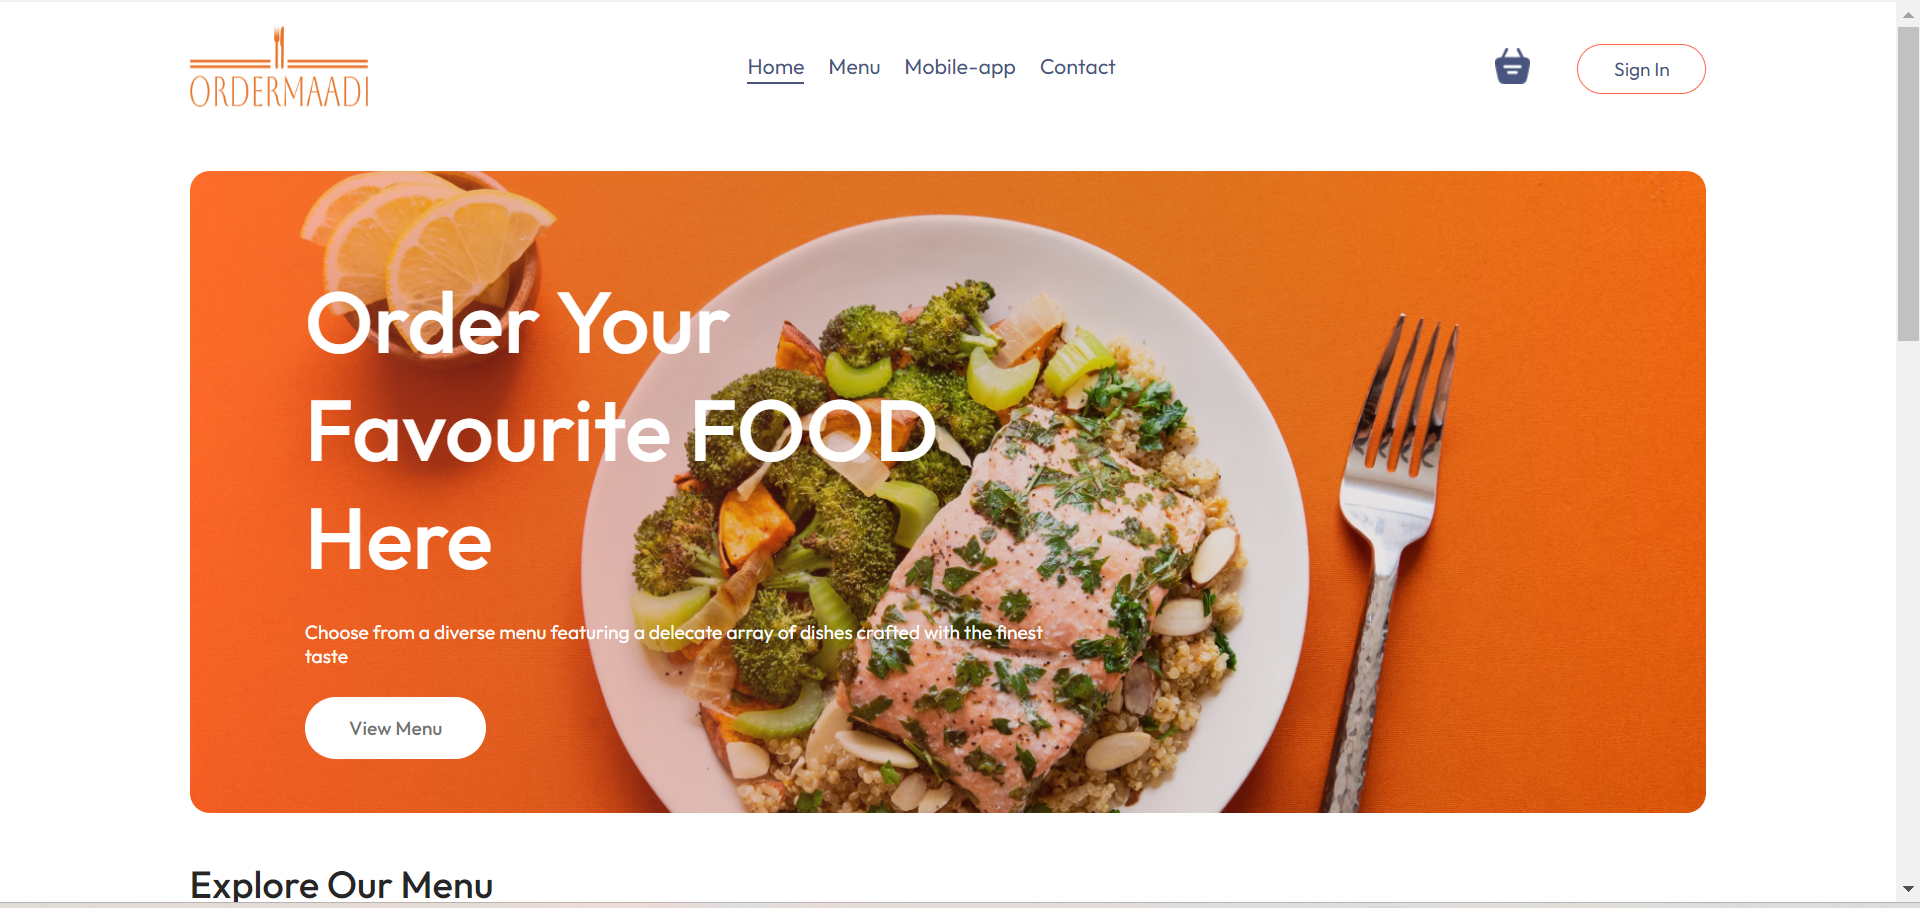 ORDERMAADI
Home Menu Mobile-app Contact
Sign In
Order Your
Favourite FOOD
Here
Choose from a diverse menu featuring a delecate array of dishes crafted with the finest
taste
View Menu
Explore Our Menu